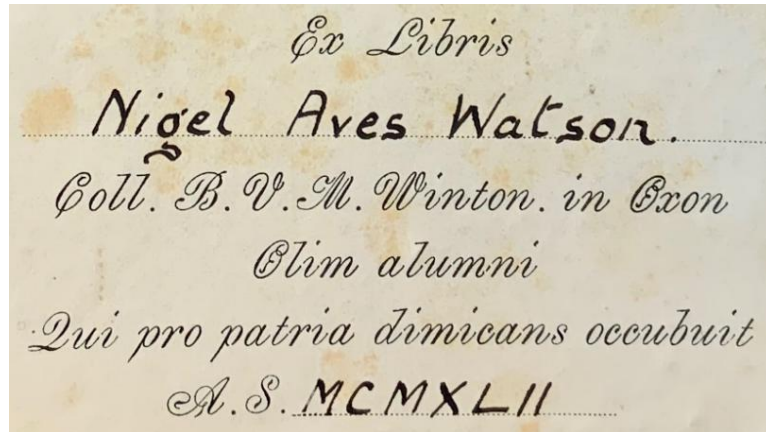 Ex Libris
Nigel Aves Watson.
Coll. B. V. M. Winton. in Oxon
Olim alumni
Qui pro patria dimicans occubuit
A. S. MCMXLII